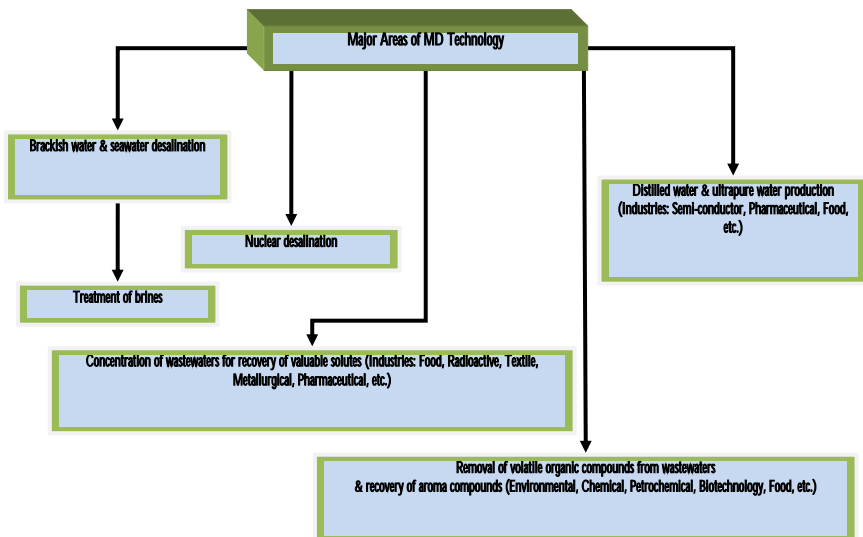 Major Areas of MD Technology
Brackish water & seawater desalination
Distilled water & ultrapure water production
(Industries: Semi-conductor, Pharmaceutical, Food,
etc.)
Nuclear desalination
Treatment of brines
Concentration of wastewaters for recovery of valuable solutes (Industries: Food, Radioactive, Textile,
Metallurgical, Pharmaceutical, etc.)
Removal of volatile organic compounds from wastewaters
& recovery of aroma compounds (Environmental, Chemical, Petrochemical, Biotechnology, Food, etc.)